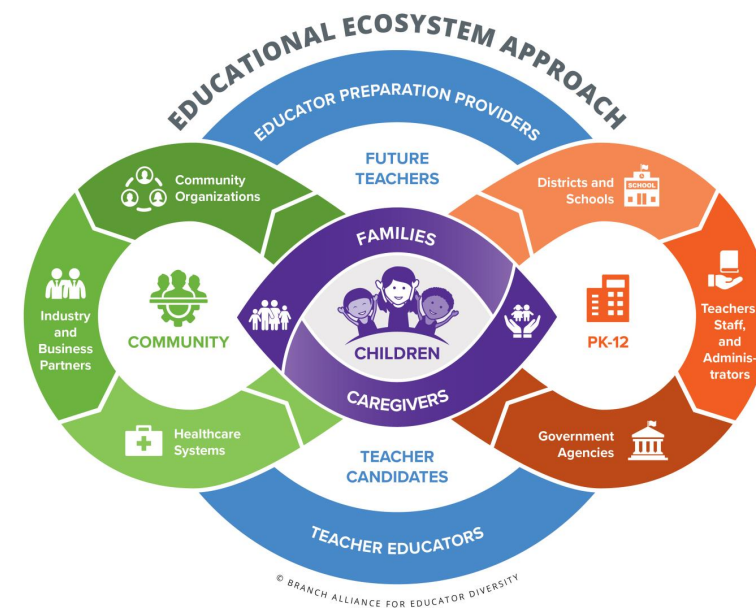 EDUCATIONAL ECOSYSTEM APPROACH
EDUCATOR PREPARATION PROVIDERS
FUTURE
TEACHERS
Community
Organizations
Districts and
Schools
SCHOOL
FAMILIES
Industry
and
Business
Partners
COMMUNITY
CHILDREN
PK-12
Teachers,
Staff,
and
Adminis-
trators
CAREGIVERS
Healthcare
Systems
Government
Agencies
TEACHER
CANDIDATES
TEACHER EDUCATORS
© BRANCH ALLIANCE FOR EDUCATOR DIVERSITY